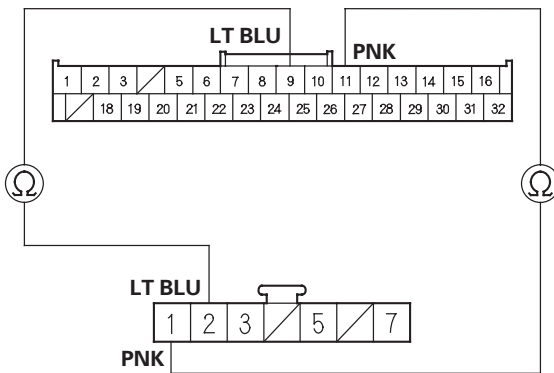 LT BLU
PNK
1 2 3 5 6 7 8 9 10 11 12 13 14 15 16
18 19 20 21 22 23 24 25 26 27 28 29 30 31 32
Ω Ω
LT BLU
1 2 3 5 7
PNK